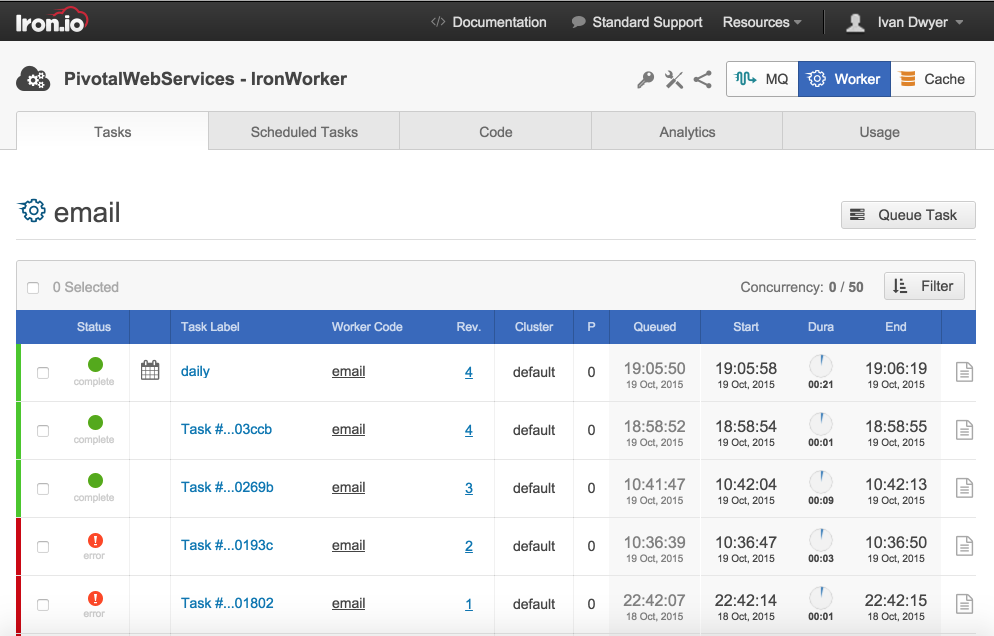 Iron.io
</> Documentation Standard Support Resources Ivan Dwyer
PivotalWebServices - IronWorker
MQ Worker Cache
Tasks Scheduled Tasks Code Analytics Usage
email
Queue Task
0 Selected Concurrency: 0 / 50 Filter
Status Task Label Worker Code Rev. Cluster P Queued Start Dura End
complete daily email 4 default 0 19:05:50 19:05:58 00:21 19:06:19
19 Oct, 2015 19 Oct, 2015 19 Oct, 2015
complete Task #...03ccb email 4 default 0 18:58:52 18:58:54 00:01 18:58:55
19 Oct, 2015 19 Oct, 2015 19 Oct, 2015
complete Task #...0269b email 3 default 0 10:41:47 10:42:04 00:09 10:42:13
19 Oct, 2015 19 Oct, 2015 19 Oct, 2015
error Task #...0193c email 2 default 0 10:36:39 10:36:47 00:03 10:36:50
19 Oct, 2015 19 Oct, 2015 19 Oct, 2015
error Task #...01802 email 1 default 0 22:42:07 22:42:14 00:01 22:42:15
18 Oct, 2015 18 Oct, 2015 18 Oct, 2015